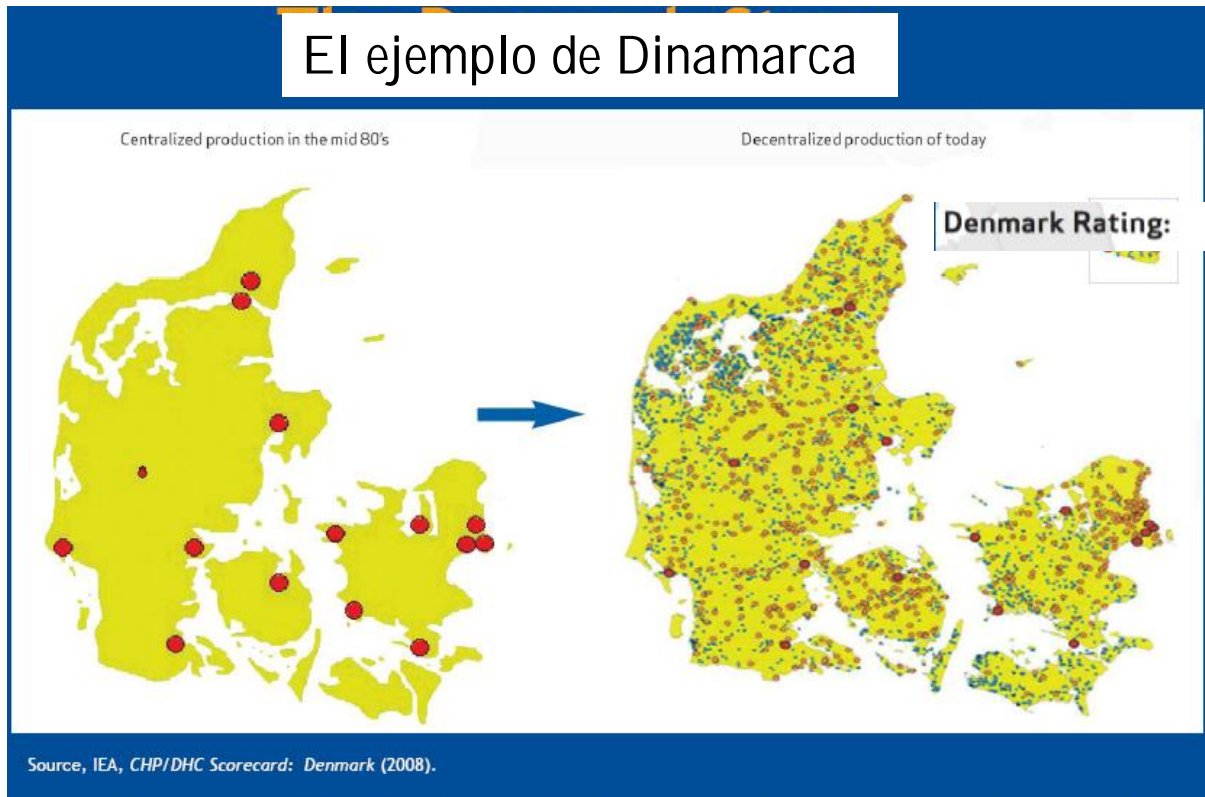 El ejemplo de Dinamarca
Centralized production in the mid 80's
Decentralized production of today
Denmark Rating:
Source, IEA, CHP/DHC Scorecard: Denmark (2008).